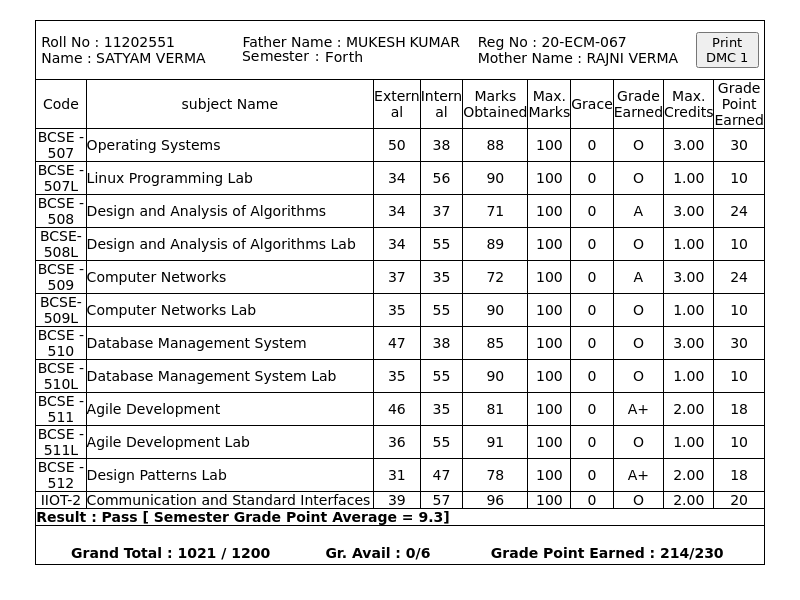 Roll No : 11202551 Father Name : MUKESH KUMAR Reg No : 20-ECM-067 Print
Name : SATYAM VERMA Semester : Forth Mother Name : RAJNI VERMA DMC 1
Code subject Name External Internal Marks Obtained Max. Marks Grace Grade Earned Max. Credits Grade Point Earned
BCSE - 507 Operating Systems 50 38 88 100 0 O 3.00 30
BCSE - 507L Linux Programming Lab 34 56 90 100 0 O 1.00 10
BCSE - 508 Design and Analysis of Algorithms 34 37 71 100 0 A 3.00 24
BCSE- 508L Design and Analysis of Algorithms Lab 34 55 89 100 0 O 1.00 10
BCSE - 509 Computer Networks 37 35 72 100 0 A 3.00 24
BCSE- 509L Computer Networks Lab 35 55 90 100 0 O 1.00 10
BCSE - 510 Database Management System 47 38 85 100 0 O 3.00 30
BCSE - 510L Database Management System Lab 35 55 90 100 0 O 1.00 10
BCSE - 511 Agile Development 46 35 81 100 0 A+ 2.00 18
BCSE - 511L Agile Development Lab 36 55 91 100 0 O 1.00 10
BCSE - 512 Design Patterns Lab 31 47 78 100 0 A+ 2.00 18
IIOT-2 Communication and Standard Interfaces 39 57 96 100 0 O 2.00 20
Result : Pass [ Semester Grade Point Average = 9.3]
Grand Total : 1021 / 1200 Gr. Avail : 0/6 Grade Point Earned : 214/230